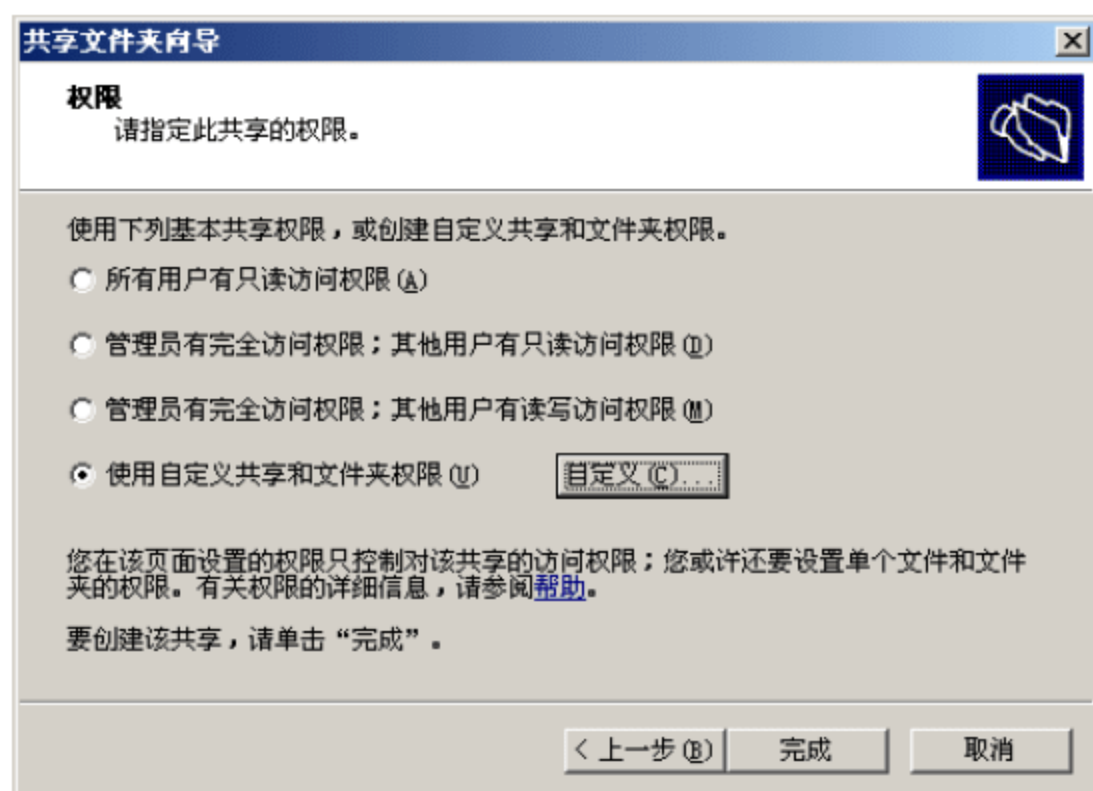 共享文件夹向导
权限
请指定此共享的权限。
使用下列基本共享权限，或创建自定义共享和文件夹权限。
所有用户有只读访问权限(A)
管理员有完全访问权限；其他用户有只读访问权限(D)
管理员有完全访问权限；其他用户有读写访问权限(M)
使用自定义共享和文件夹权限(U) 自定义(C)...
您在该页面设置的权限只控制对该共享的访问权限；您或许还要设置单个文件和文件
夹的权限。有关权限的详细信息，请参阅帮助。
要创建该共享，请单击“完成”。
< 上一步(B) 完成 取消